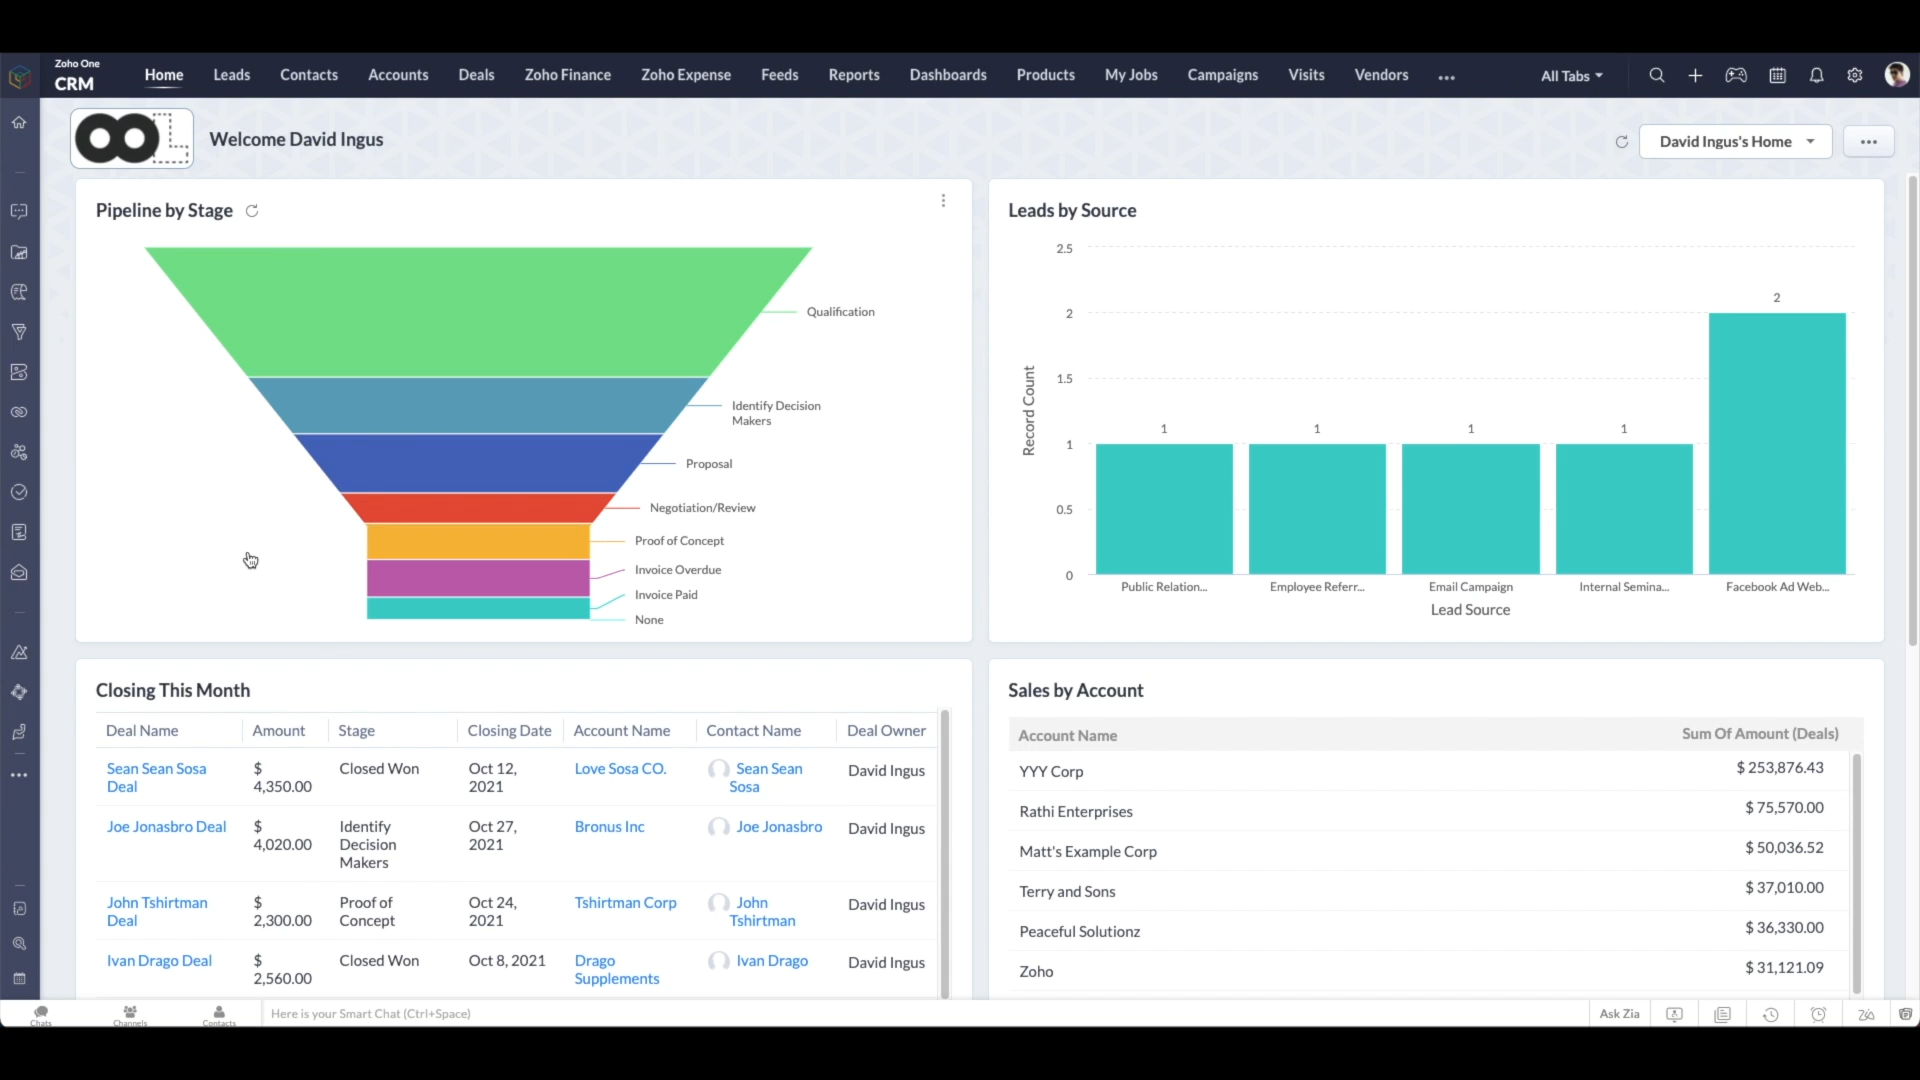 Zoho One
CRM
Home Leads Contacts Accounts Deals Zoho Finance Zoho Expense Feeds Reports Dashboards Products My Jobs Campaigns Visits Vendors ••• All Tabs
Welcome David Ingus
David Ingus's Home
Pipeline by Stage
Qualification
Identify Decision
Makers
Proposal
Negotiation/Review
Proof of Concept
Invoice Overdue
Invoice Paid
None
Leads by Source
2.5
2
1.5
1
0.5
0
Record Count
1 1 1 1 2
Public Relation... Employee Referr... Email Campaign Internal Semina... Facebook Ad Web...
Lead Source
Closing This Month
Deal Name Amount Stage Closing Date Account Name Contact Name Deal Owner
Sean Sean Sosa $ Closed Won Oct 12, Love Sosa CO. Sean Sean David Ingus
Deal 4,350.00 2021 Sosa
Joe Jonasbro Deal $ Identify Oct 27, Bronus Inc Joe Jonasbro David Ingus
4,020.00 Decision 2021
Makers
John Tshirtman $ Proof of Oct 24, Tshirtman Corp John David Ingus
Deal 2,300.00 Concept 2021 Tshirtman
Ivan Drago Deal $ Closed Won Oct 8, 2021 Drago Ivan Drago David Ingus
2,560.00 Supplements
Sales by Account
Account Name Sum Of Amount (Deals)
YYY Corp $ 253,876.43
Rathi Enterprises $ 75,570.00
Matt's Example Corp $ 50,036.52
Terry and Sons $ 37,010.00
Peaceful Solutionz $ 36,330.00
Zoho $ 31,121.09
Chats Channels Contacts Here is your Smart Chat (Ctrl+Space) Ask Zia